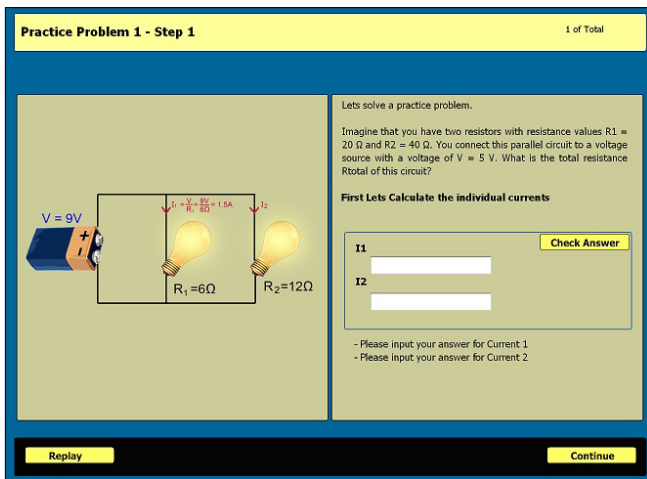 Practice Problem 1 - Step 1
1 of Total
V = 9V
+
-
I₁ = V/R₁ = 9V/6Ω = 1.5A
I₂
R₁=6Ω
R₂=12Ω
Lets solve a practice problem.
Imagine that you have two resistors with resistance values R1 =
20 Ω and R2 = 40 Ω. You connect this parallel circuit to a voltage
source with a voltage of V = 5 V. What is the total resistance
Rtotal of this circuit?
First Lets Calculate the individual currents
I1
Check Answer
I2
- Please input your answer for Current 1
- Please input your answer for Current 2
Replay
Continue